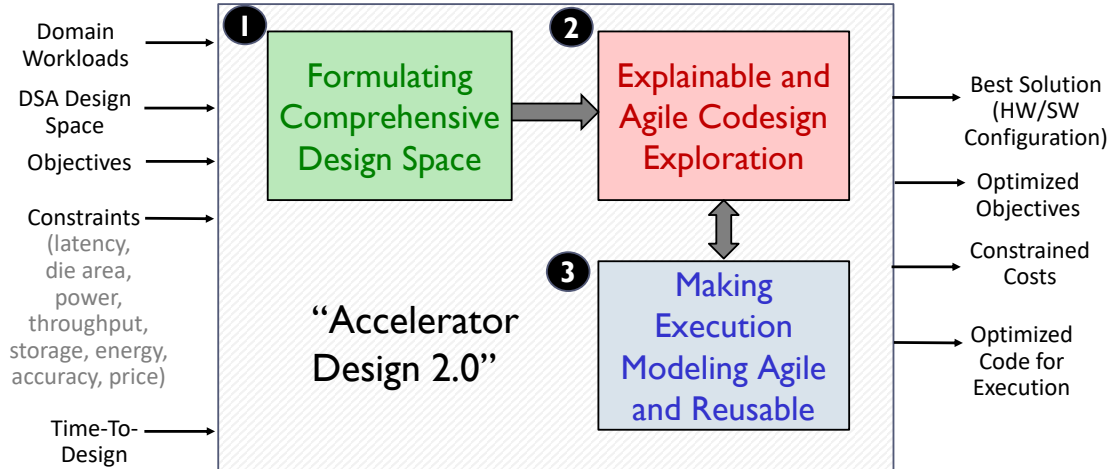 Domain
Workloads
DSA Design
Space
Objectives
Constraints
(latency,
die area,
power,
throughput,
storage, energy,
accuracy, price)
Time-To-
Design
1
Formulating
Comprehensive
Design Space
2
Explainable and
Agile Codesign
Exploration
3
Making
Execution
Modeling Agile
and Reusable
“Accelerator
Design 2.0”
Best Solution
(HW/SW
Configuration)
Optimized
Objectives
Constrained
Costs
Optimized
Code for
Execution